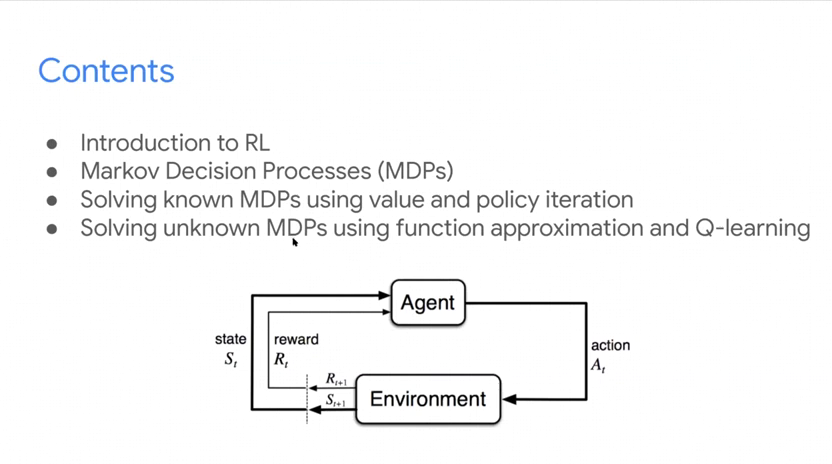 Contents
● Introduction to RL
● Markov Decision Processes (MDPs)
● Solving known MDPs using value and policy iteration
● Solving unknown MDPs using function approximation and Q-learning
Agent
state
S_t
reward
R_t
action
A_t
R_{t+1}
S_{t+1}
Environment